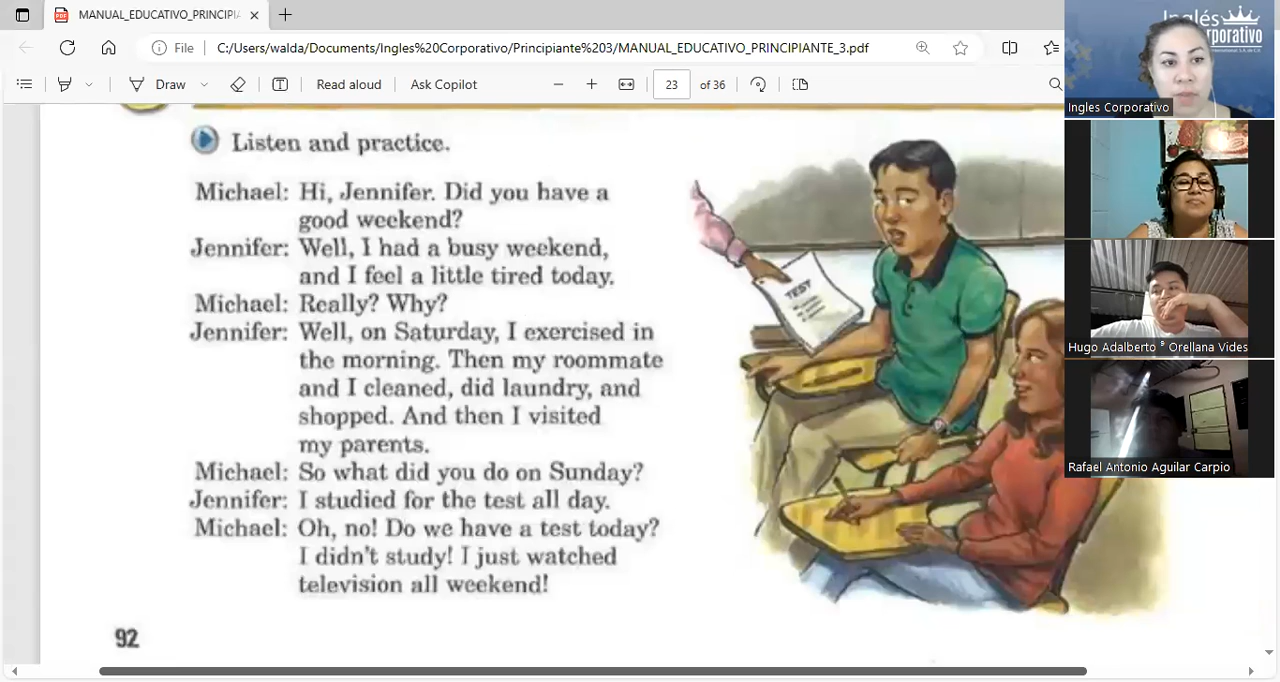 MANUAL_EDUCATIVO_PRINCIPI
File
C:/Users/walda/Documents/Ingles%20Corporativo/Principiante%203/MANUAL_EDUCATIVO_PRINCIPIANTE_3.pdf
Draw
Read aloud
Ask Copilot
23 of 36
Listen and practice.
Michael: Hi, Jennifer. Did you have a
good weekend?
Jennifer: Well, I had a busy weekend,
and I feel a little tired today.
Michael: Really? Why?
Jennifer: Well, on Saturday, I exercised in
the morning. Then my roommate
and I cleaned, did laundry, and
shopped. And then I visited
my parents.
Michael: So what did you do on Sunday?
Jennifer: I studied for the test all day.
Michael: Oh, no! Do we have a test today?
I didn't study! I just watched
television all weekend!
92
TEST
Inglés
Ingles Corporativo
Hugo Adalberto Orellana Vides
Rafael Antonio Aguilar Carpio